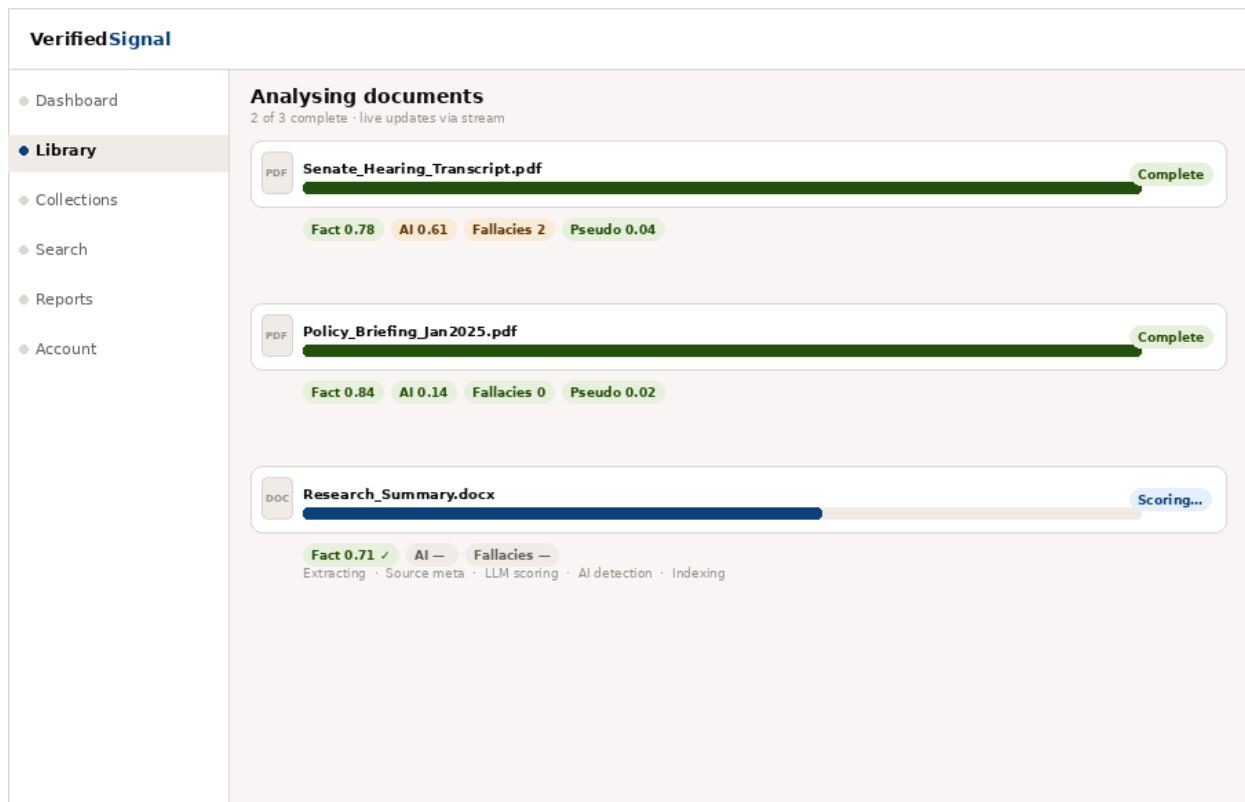 VerifiedSignal
Dashboard
Library
Collections
Search
Reports
Account
Analysing documents
2 of 3 complete · live updates via stream
PDF
Senate_Hearing_Transcript.pdf
Complete
Fact 0.78 AI 0.61 Fallacies 2 Pseudo 0.04
PDF
Policy_Briefing_Jan2025.pdf
Complete
Fact 0.84 AI 0.14 Fallacies 0 Pseudo 0.02
DOC
Research_Summary.docx
Scoring...
Fact 0.71 ✓ AI — Fallacies —
Extracting · Source meta · LLM scoring · AI detection · Indexing